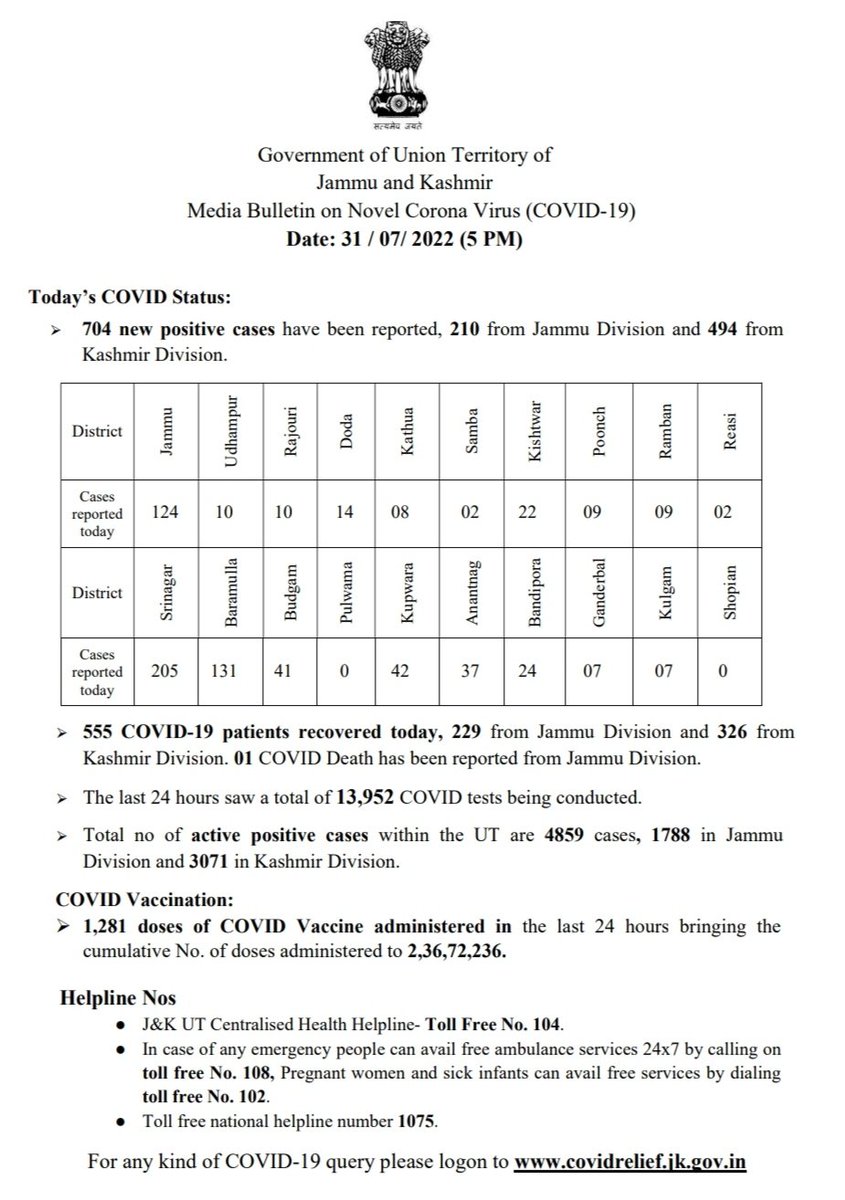 सत्यमेव जयते
Government of Union Territory of
Jammu and Kashmir
Media Bulletin on Novel Corona Virus (COVID-19)
Date: 31 / 07/ 2022 (5 PM)
Today’s COVID Status:
➢ 704 new positive cases have been reported, 210 from Jammu Division and 494 from
Kashmir Division.
District Jammu Udhampur Rajouri Doda Kathua Samba Kishtwar Poonch Ramban Reasi
Cases
reported
today 124 10 10 14 08 02 22 09 09 02
District Srinagar Baramulla Budgam Pulwama Kupwara Anantnag Bandipora Ganderbal Kulgam Shopian
Cases
reported
today 205 131 41 0 42 37 24 07 07 0
➢ 555 COVID-19 patients recovered today, 229 from Jammu Division and 326 from
Kashmir Division. 01 COVID Death has been reported from Jammu Division.
➢ The last 24 hours saw a total of 13,952 COVID tests being conducted.
➢ Total no of active positive cases within the UT are 4859 cases, 1788 in Jammu
Division and 3071 in Kashmir Division.
COVID Vaccination:
➢ 1,281 doses of COVID Vaccine administered in the last 24 hours bringing the
cumulative No. of doses administered to 2,36,72,236.
Helpline Nos
● J&K UT Centralised Health Helpline- Toll Free No. 104.
● In case of any emergency people can avail free ambulance services 24x7 by calling on
toll free No. 108, Pregnant women and sick infants can avail free services by dialing
toll free No. 102.
● Toll free national helpline number 1075.
For any kind of COVID-19 query please logon to www.covidrelief.jk.gov.in